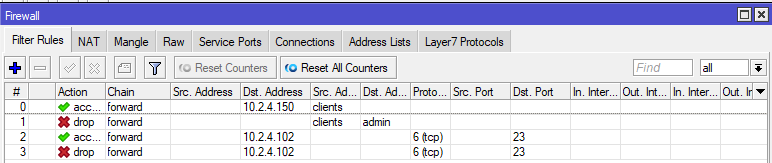 Firewall
Filter Rules NAT Mangle Raw Service Ports Connections Address Lists Layer7 Protocols
Reset Counters Reset All Counters Find all
# Action Chain Src. Address Dst. Address Src. Ad... Dst. Ad... Proto... Src. Port Dst. Port In. Inter... Out. Int... In. Inter... Out. Int
0 acc... forward 10.2.4.150 clients
1 drop forward clients admin
2 acc... forward 10.2.4.102 6 (tcp) 23
3 drop forward 10.2.4.102 6 (tcp) 23